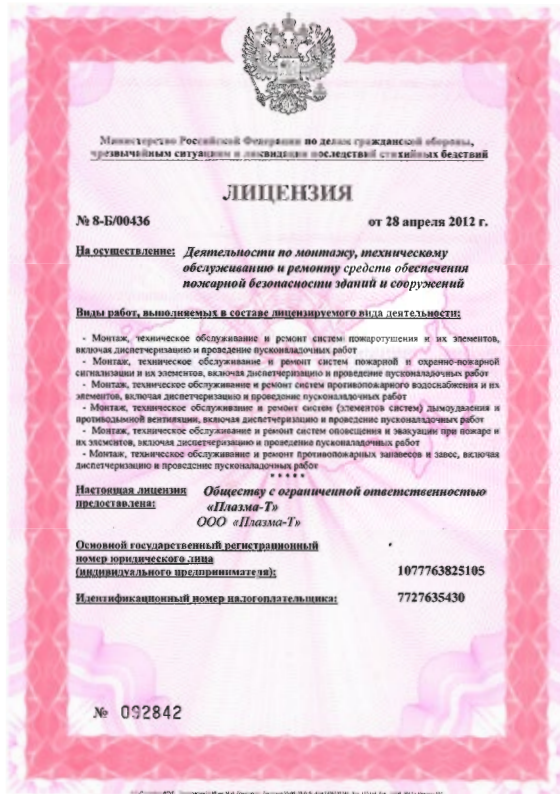 Министерство Российской Федерации по делам гражданской обороны,
чрезвычайным ситуациям и ликвидации последствий стихийных бедствий
ЛИЦЕНЗИЯ
№ 8-Б/00436 от 28 апреля 2012 г.
На осуществление: Деятельности по монтажу, техническому
обслуживанию и ремонту средств обеспечения
пожарной безопасности зданий и сооружений
Виды работ, выполняемых в составе лицензируемого вида деятельности:
- Монтаж, техническое обслуживание и ремонт систем пожаротушения и их элементов,
включая диспетчеризацию и проведение пусконаладочных работ
- Монтаж, техническое обслуживание и ремонт систем пожарной и охранно-пожарной
сигнализации и их элементов, включая диспетчеризацию и проведение пусконаладочных работ
- Монтаж, техническое обслуживание и ремонт систем противопожарного водоснабжения и их
элементов, включая диспетчеризацию и проведение пусконаладочных работ
- Монтаж, техническое обслуживание и ремонт систем (элементов систем) дымоудаления и
противодымной вентиляции, включая диспетчеризацию и проведение пусконаладочных работ
- Монтаж, техническое обслуживание и ремонт систем оповещения и эвакуации при пожаре и
их элементов, включая диспетчеризацию и проведение пусконаладочных работ
- Монтаж, техническое обслуживание и ремонт противопожарных занавесов и завес, включая
диспетчеризацию и проведение пусконаладочных работ
* * * * *
Настоящая лицензия Обществу с ограниченной ответственностью
предоставлена: «Плазма-Т»
ООО «Плазма-Т»
Основной государственный регистрационный
номер юридического лица
(индивидуального предпринимателя): 1077763825105
Идентификационный номер налогоплательщика: 7727635430
№ 092842